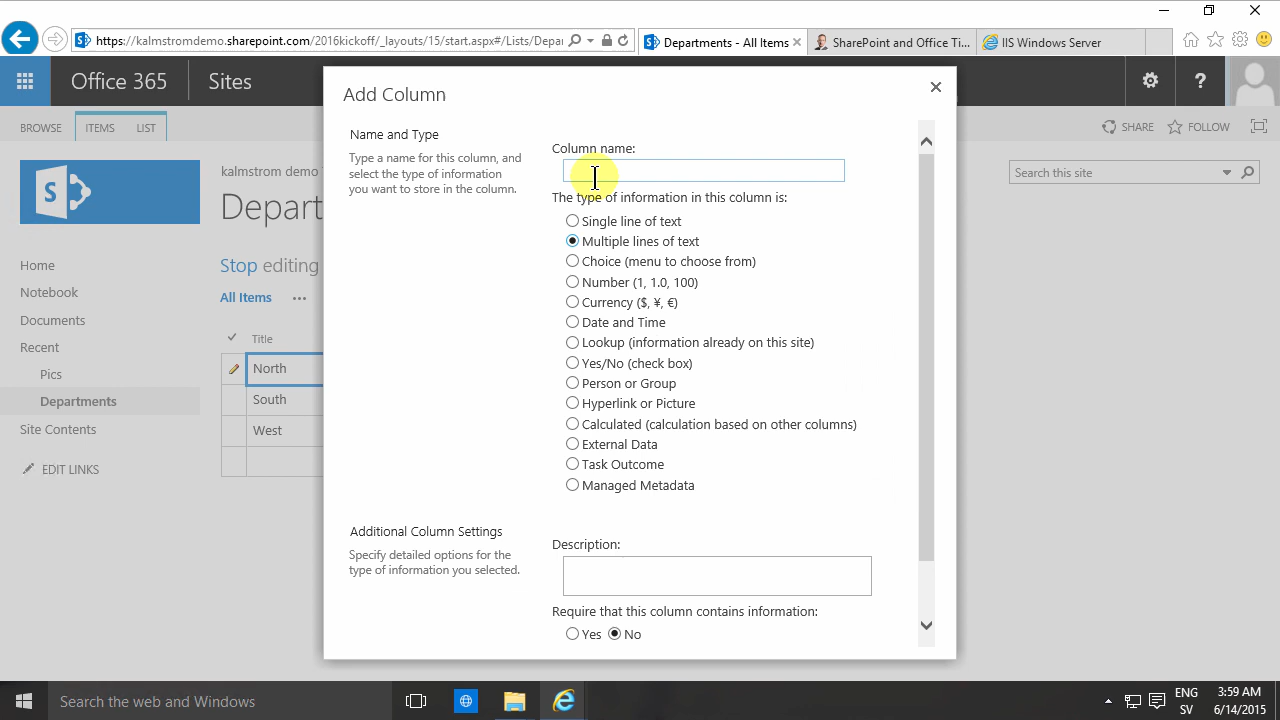 https://kalmstromdemo.sharepoint.com/2016kickoff/_layouts/15/start.aspx#/Lists/Depar
Departments - All Items
SharePoint and Office Ti...
IIS Windows Server
Office 365
Sites
?
BROWSE
ITEMS
LIST
SHARE
FOLLOW
kalmstrom demo
Depart
Search this site
Home
Notebook
Documents
Recent
Pics
Departments
Site Contents
EDIT LINKS
Stop editing
All Items
...
Title
North
South
West
Add Column
Name and Type
Type a name for this column, and
select the type of information
you want to store in the column.
Column name:
The type of information in this column is:
Single line of text
Multiple lines of text
Choice (menu to choose from)
Number (1, 1.0, 100)
Currency ($, ¥, €)
Date and Time
Lookup (information already on this site)
Yes/No (check box)
Person or Group
Hyperlink or Picture
Calculated (calculation based on other columns)
External Data
Task Outcome
Managed Metadata
Additional Column Settings
Specify detailed options for the
type of information you selected.
Description:
Require that this column contains information:
Yes
No
Search the web and Windows
ENG
SV
3:59 AM
6/14/2015